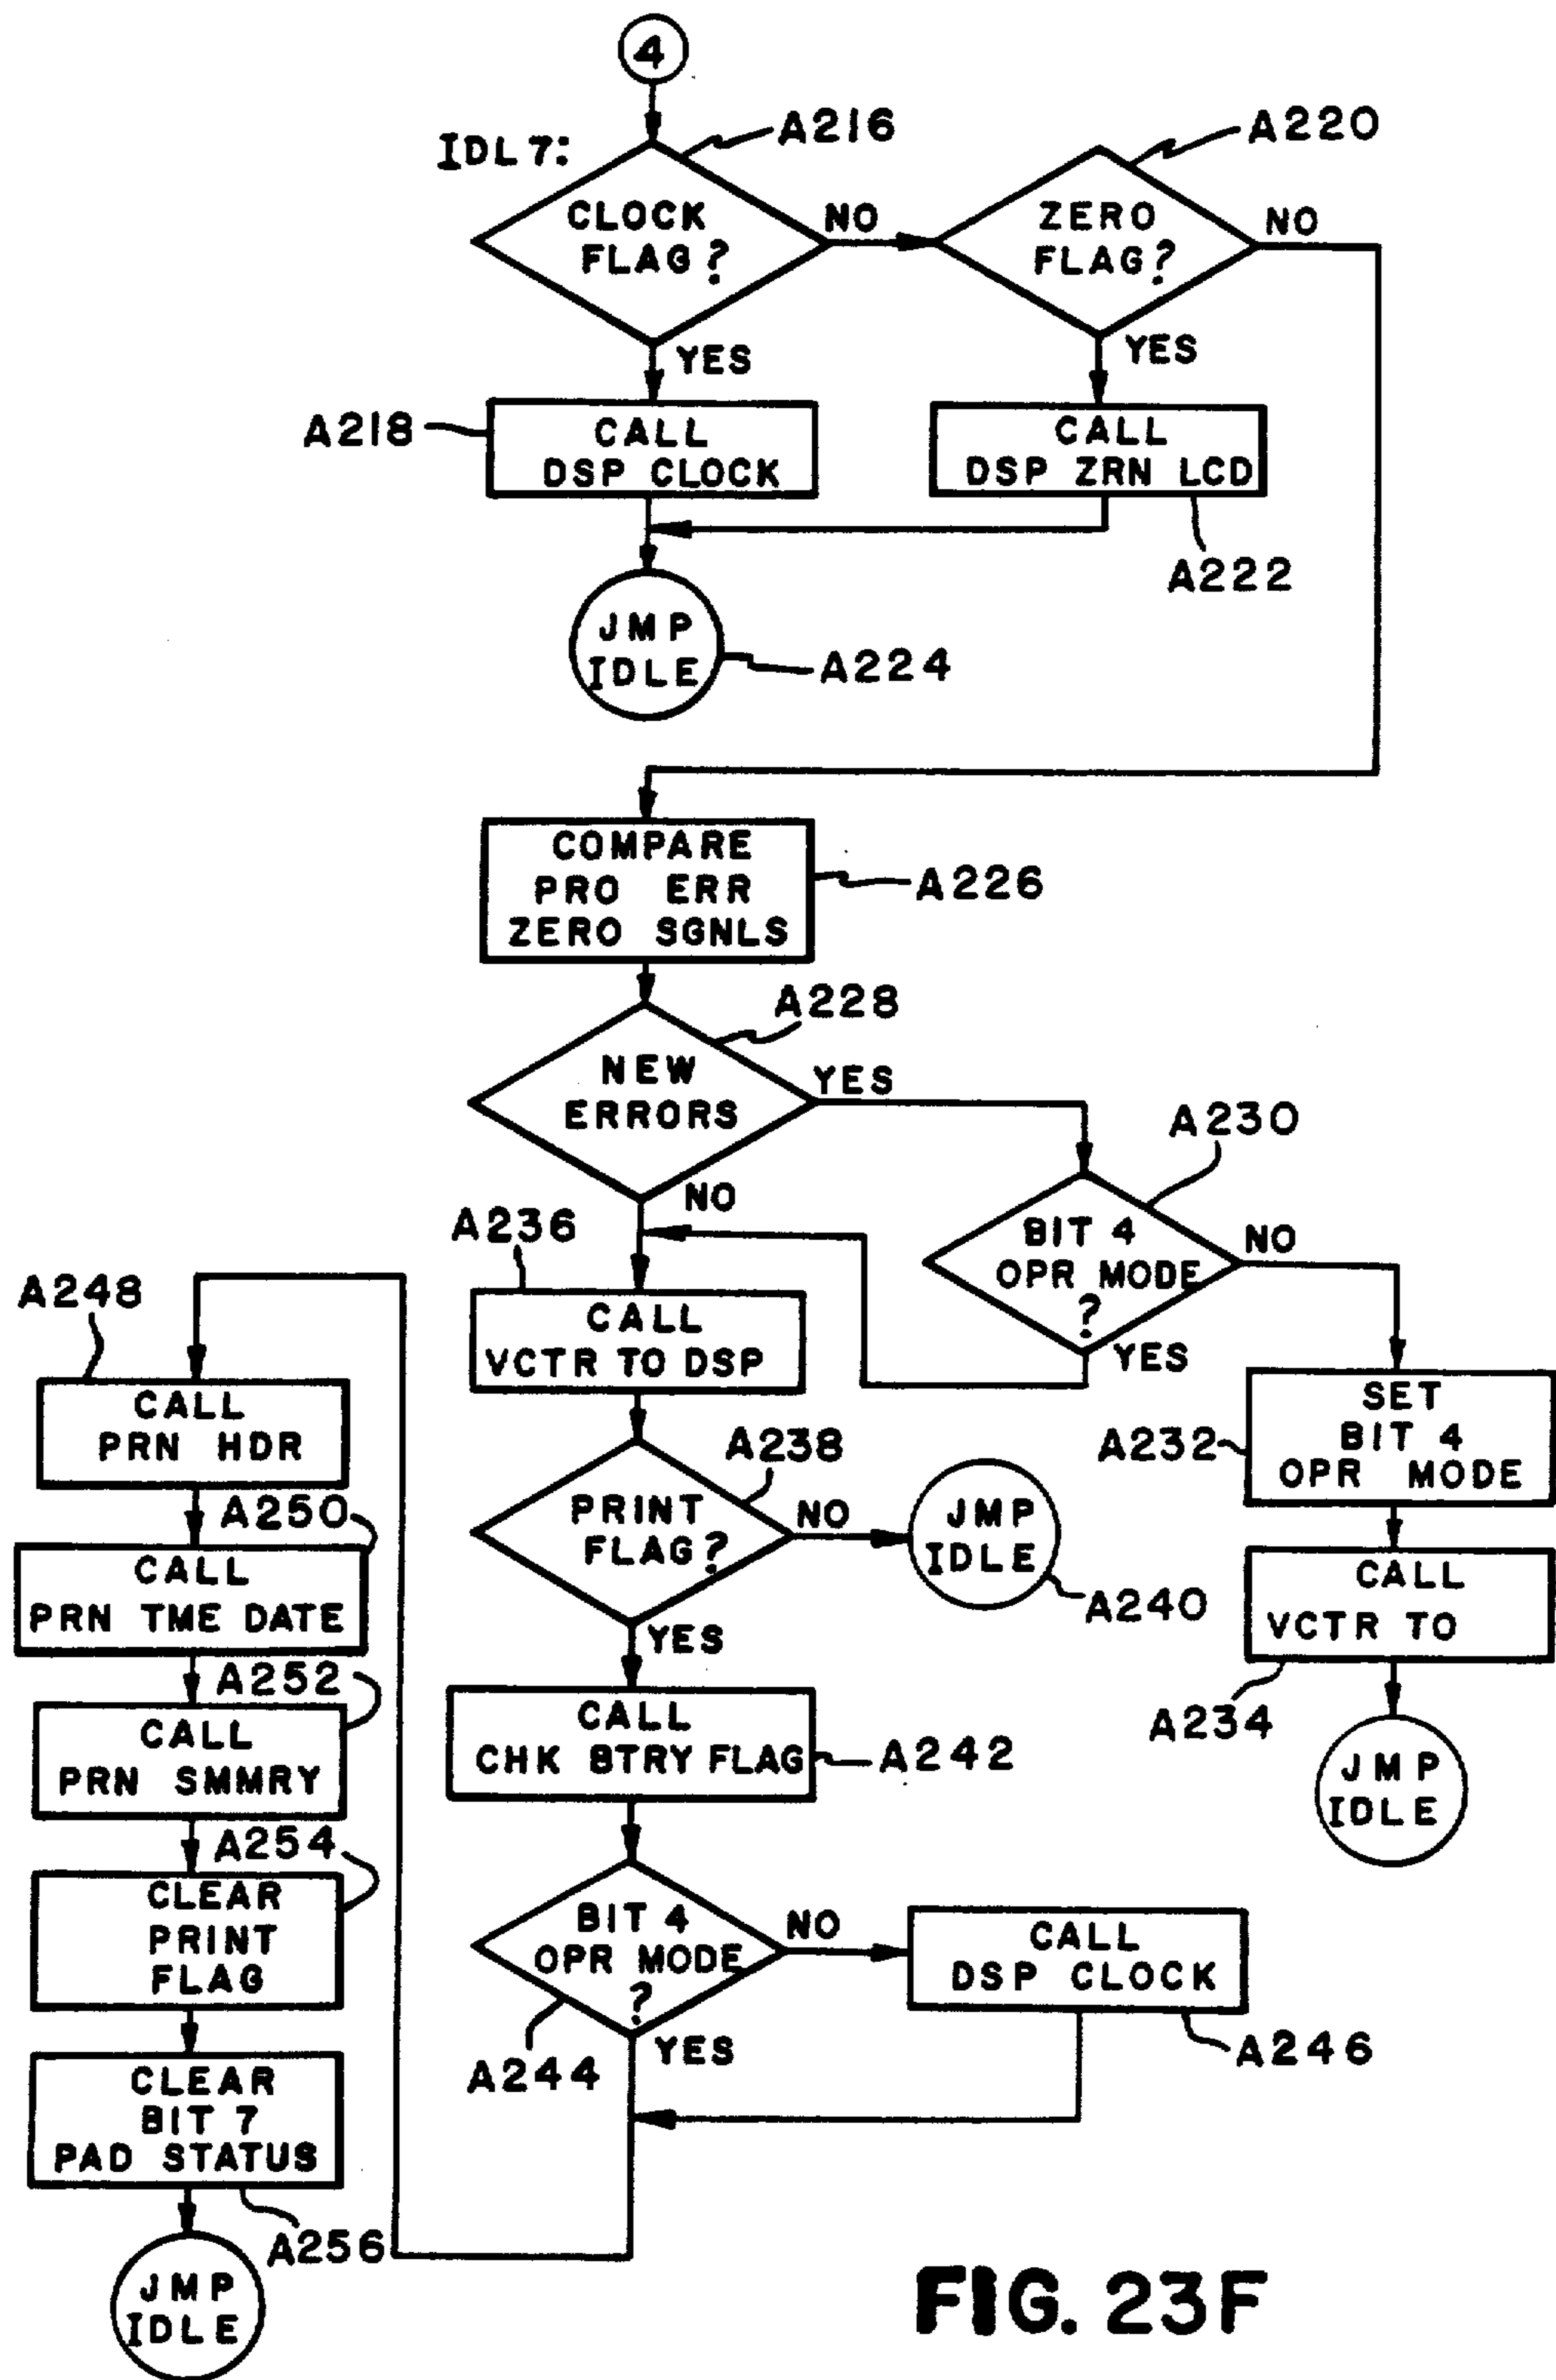 4
IDL 7:
A216
A220
CLOCK
FLAG?
NO
ZERO
FLAG?
NO
YES
YES
A218
CALL
DSP CLOCK
CALL
DSP ZRN LCD
A222
JMP
IDLE
A224
COMPARE
PRO ERR
ZERO SGNLS
A226
A228
NEW
ERRORS
YES
A230
NO
A236
BIT 4
OPR MODE
?
NO
YES
A248
CALL
VCTR TO DSP
CALL
PRN HDR
SET
BIT 4
OPR MODE
A232
A238
A250
PRINT
FLAG?
NO
JMP
IDLE
A240
CALL
PRN TME DATE
CALL
VCTR TO
YES
A252
A234
CALL
PRN SMMRY
CALL
CHK BTRY FLAG
A242
JMP
IDLE
A254
CLEAR
PRINT
FLAG
BIT 4
OPR MODE
?
NO
CALL
DSP CLOCK
YES
A244
A246
CLEAR
BIT 7
PAD STATUS
A256
JMP
IDLE
FIG. 23F